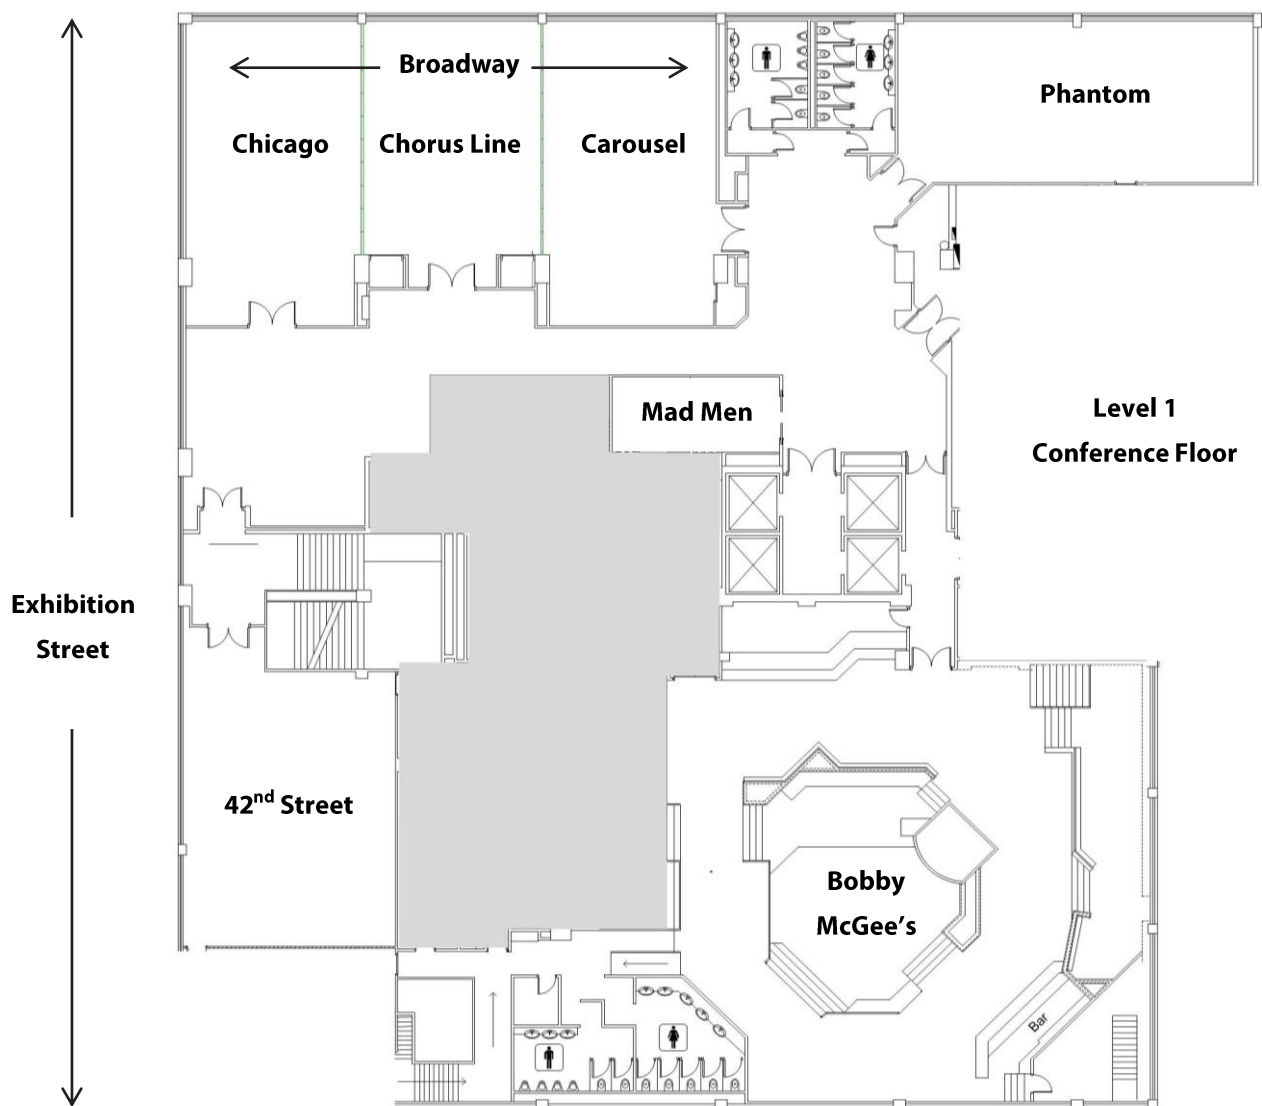 Broadway
Phantom
Chicago
Chorus Line
Carousel
Mad Men
Level 1
Conference Floor
Exhibition
Street
42nd Street
Bobby
McGee's
Bar